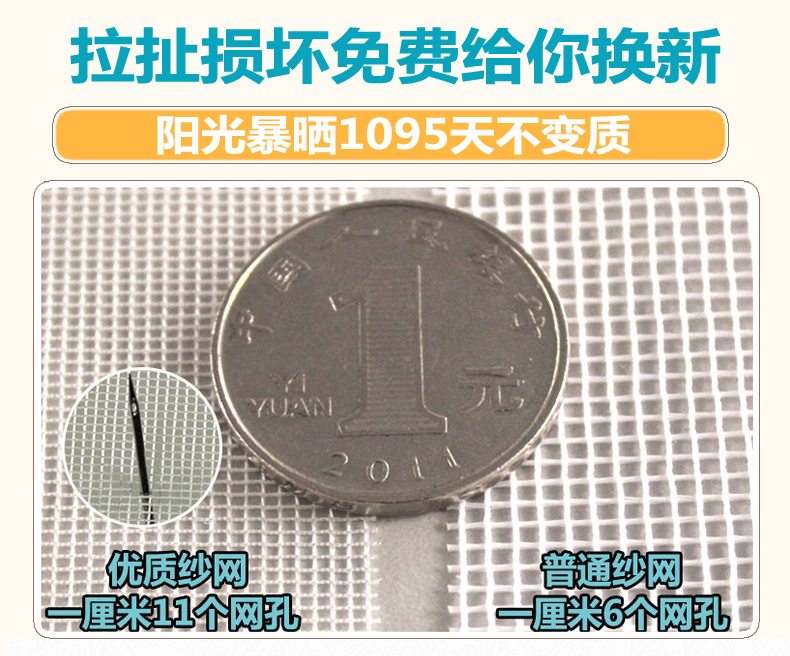 拉扯损坏免费给你换新
阳光暴晒1095天不变质
中国人民银行
1
YI
YUAN
元
2011
优质纱网
一厘米11个网孔
普通纱网
一厘米6个网孔